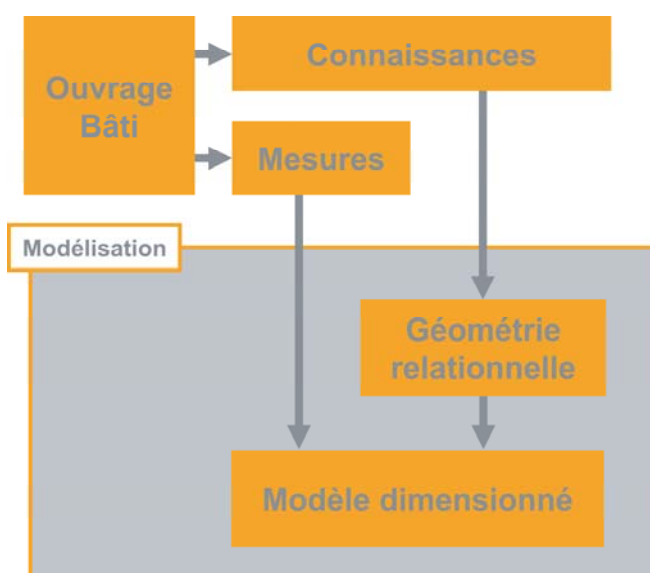 Ouvrage
Bâti
Connaissances
Mesures
Modélisation
Géométrie
relationnelle
Modèle dimensionné